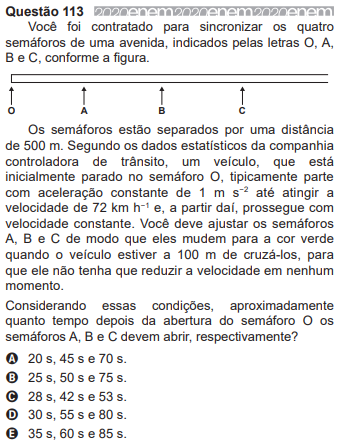 Questão 113 2020enem2020enem2020enem
Você foi contratado para sincronizar os quatro
semáforos de uma avenida, indicados pelas letras O, A,
B e C, conforme a figura.
O A B C
Os semáforos estão separados por uma distância
de 500 m. Segundo os dados estatísticos da companhia
controladora de trânsito, um veículo, que está
inicialmente parado no semáforo O, tipicamente parte
com aceleração constante de 1 m s⁻² até atingir a
velocidade de 72 km h⁻¹ e, a partir daí, prossegue com
velocidade constante. Você deve ajustar os semáforos
A, B e C de modo que eles mudem para a cor verde
quando o veículo estiver a 100 m de cruzá-los, para
que ele não tenha que reduzir a velocidade em nenhum
momento.
Considerando essas condições, aproximadamente
quanto tempo depois da abertura do semáforo O os
semáforos A, B e C devem abrir, respectivamente?
A 20 s, 45 s e 70 s.
B 25 s, 50 s e 75 s.
C 28 s, 42 s e 53 s.
D 30 s, 55 s e 80 s.
E 35 s, 60 s e 85 s.